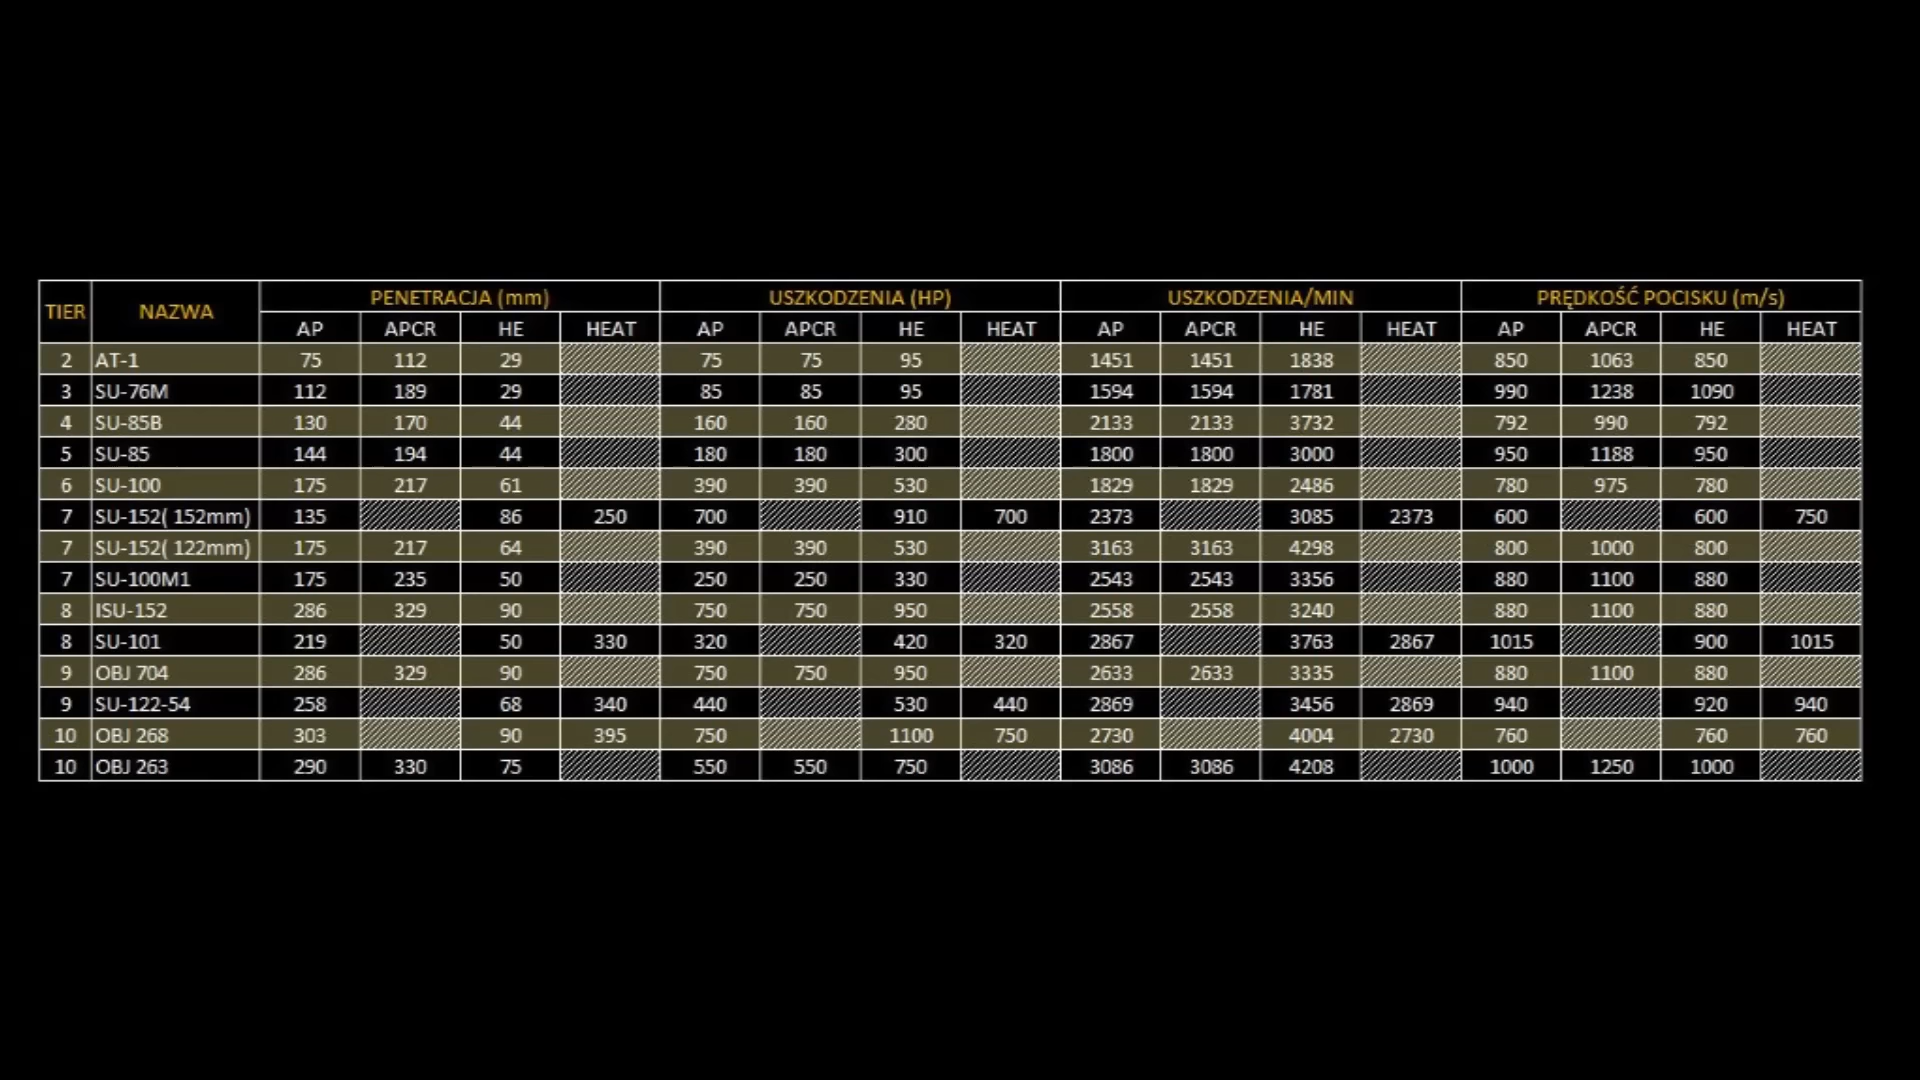 TIER NAZWA PENETRACJA (mm) USZKODZENIA (HP) USZKODZENIA/MIN PRĘDKOŚĆ POCISKU (m/s)
AP APCR HE HEAT AP APCR HE HEAT AP APCR HE HEAT AP APCR HE HEAT
2 AT-1 75 112 29 75 75 95 1451 1451 1838 850 1063 850
3 SU-76M 112 189 29 85 85 95 1594 1594 1781 990 1238 1090
4 SU-85B 130 170 44 160 160 280 2133 2133 3732 792 990 792
5 SU-85 144 194 44 180 180 300 1800 1800 3000 950 1188 950
6 SU-100 175 217 61 390 390 530 1829 1829 2486 780 975 780
7 SU-152( 152mm) 135 86 250 700 910 700 2373 3085 2373 600 600 750
7 SU-152( 122mm) 175 217 64 390 390 530 3163 3163 4298 800 1000 800
7 SU-100M1 175 235 50 250 250 330 2543 2543 3356 880 1100 880
8 ISU-152 286 329 90 750 750 950 2558 2558 3240 880 1100 880
8 SU-101 219 50 330 320 420 320 2867 3763 2867 1015 900 1015
9 OBJ 704 286 329 90 750 750 950 2633 2633 3335 880 1100 880
9 SU-122-54 258 68 340 440 530 440 2869 3456 2869 940 920 940
10 OBJ 268 303 90 395 750 1100 750 2730 4004 2730 760 760 760
10 OBJ 263 290 330 75 550 550 750 3086 3086 4208 1000 1250 1000